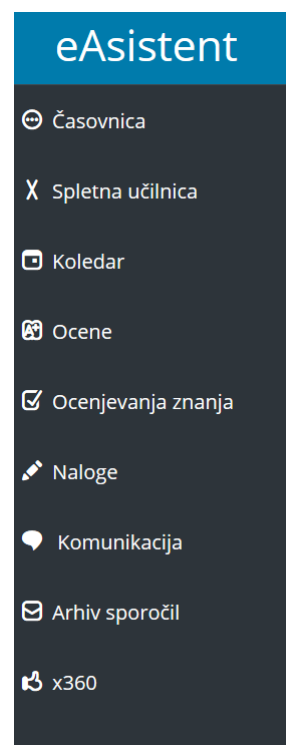 eAsistent
Časovnica
Spletna učilnica
Koledar
Ocene
Ocenjevanja znanja
Naloge
Komunikacija
Arhiv sporočil
x360